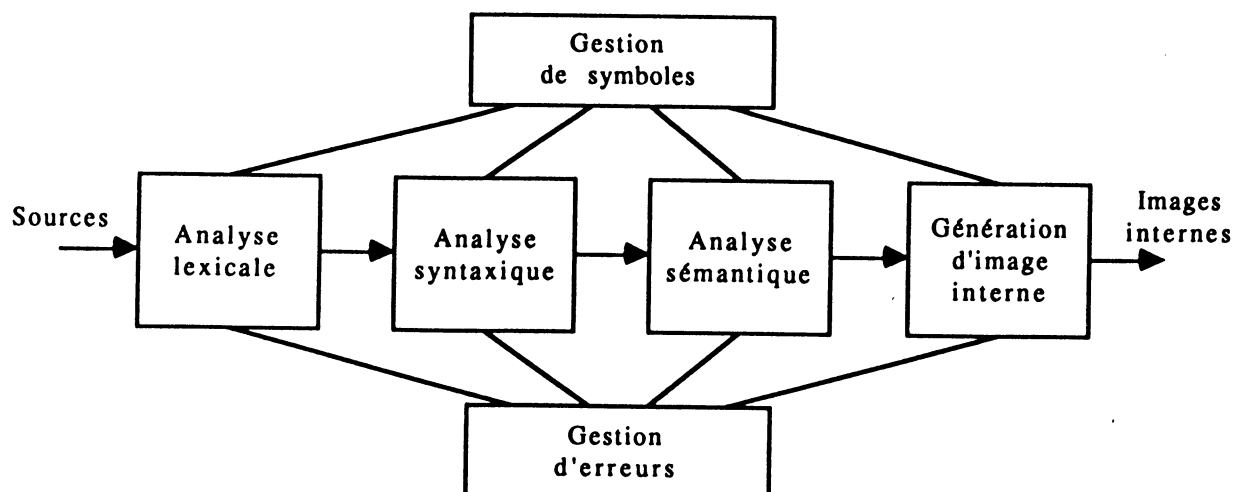 Gestion
de symboles
Sources
Analyse
lexicale
Analyse
syntaxique
Analyse
sémantique
Génération
d'image
interne
Images
internes
Gestion
d'erreurs